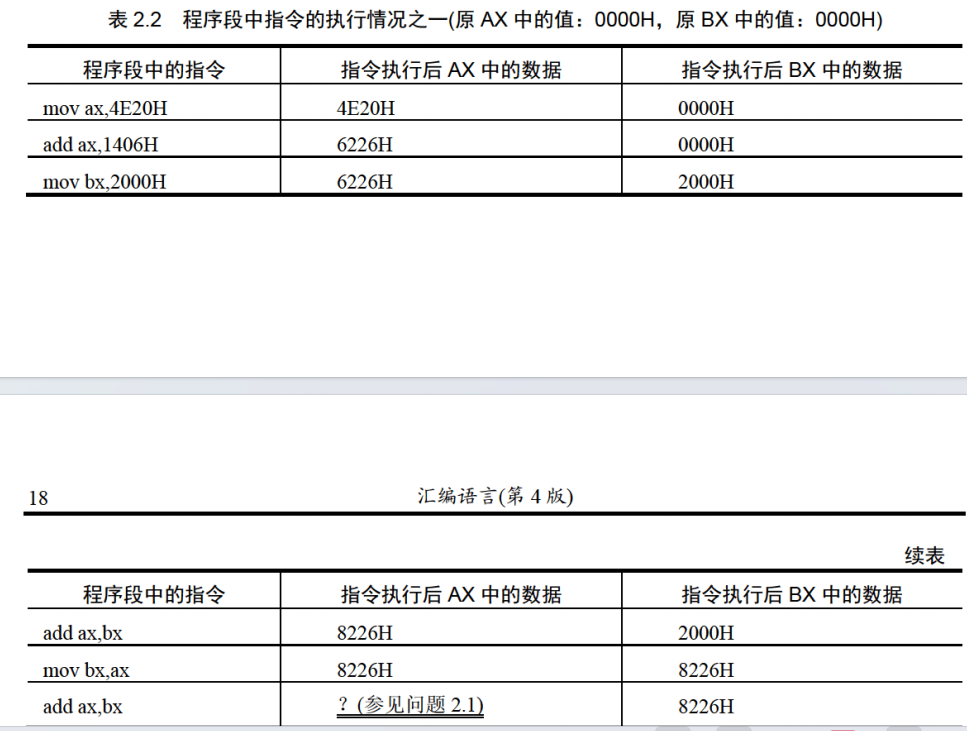 表 2.2 程序段中指令的执行情况之一(原 AX 中的值：0000H，原 BX 中的值：0000H)
程序段中的指令 指令执行后 AX 中的数据 指令执行后 BX 中的数据
mov ax,4E20H 4E20H 0000H
add ax,1406H 6226H 0000H
mov bx,2000H 6226H 2000H
18 汇编语言(第 4 版)
续表
程序段中的指令 指令执行后 AX 中的数据 指令执行后 BX 中的数据
add ax,bx 8226H 2000H
mov bx,ax 8226H 8226H
add ax,bx ？(参见问题 2.1) 8226H